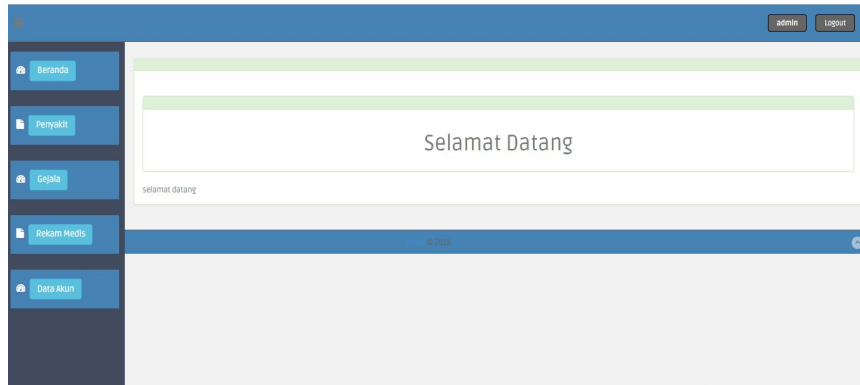 admin Logout
Beranda
Penyakit
Gejala
Rekam Medis
Data Akun
Selamat Datang
selamat datang